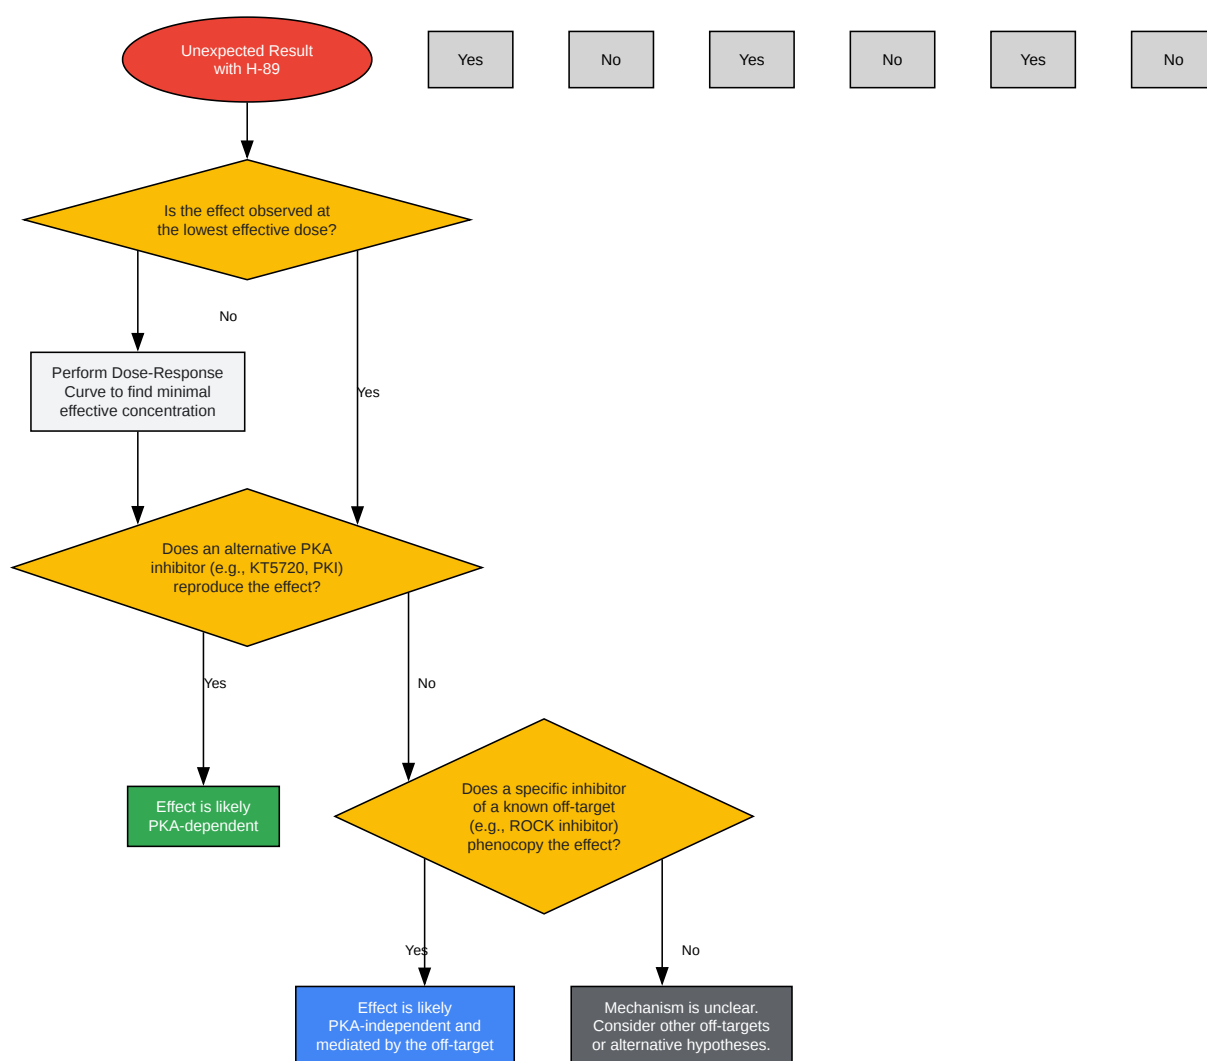 Unexpected Result
with H-89
Yes
No
Yes
No
Yes
No
Is the effect observed at
the lowest effective dose?
No
Perform Dose-Response
Curve to find minimal
effective concentration
Yes
Does an alternative PKA
inhibitor (e.g., KT5720, PKI)
reproduce the effect?
Yes
No
Does a specific inhibitor
of a known off-target
(e.g., ROCK inhibitor)
phenocopy the effect?
Effect is likely
PKA-dependent
Yes
No
Effect is likely
PKA-independent and
mediated by the off-target
Mechanism is unclear.
Consider other off-targets
or alternative hypotheses.